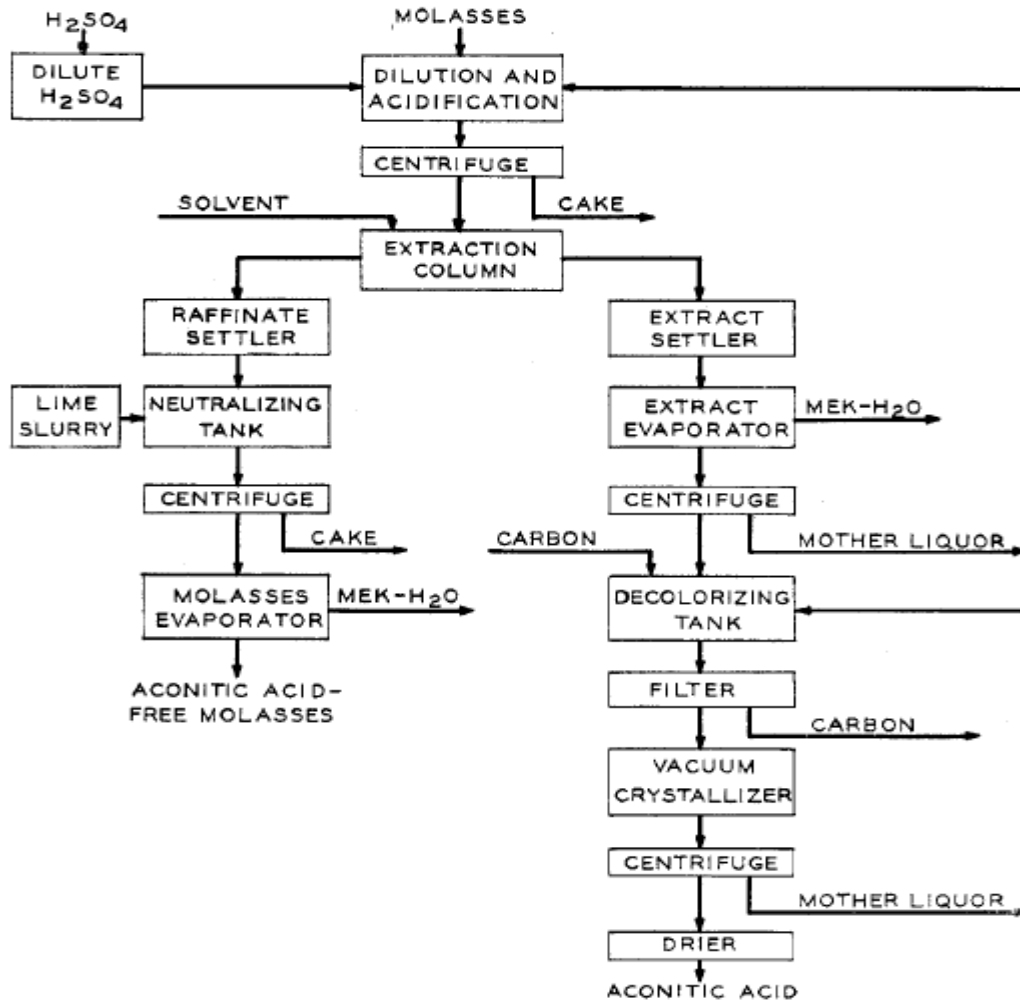 H₂SO₄
MOLASSES
DILUTE
H₂SO₄
DILUTION AND
ACIDIFICATION
CENTRIFUGE
SOLVENT
CAKE
EXTRACTION
COLUMN
RAFFINATE
SETTLER
EXTRACT
SETTLER
LIME
SLURRY
NEUTRALIZING
TANK
EXTRACT
EVAPORATOR
MEK-H₂O
CENTRIFUGE
CENTRIFUGE
CAKE
CARBON
MOTHER LIQUOR
MOLASSES
EVAPORATOR
MEK-H₂O
DECOLORIZING
TANK
ACONITIC ACID-
FREE MOLASSES
FILTER
CARBON
VACUUM
CRYSTALLIZER
CENTRIFUGE
MOTHER LIQUOR
DRIER
ACONITIC ACID